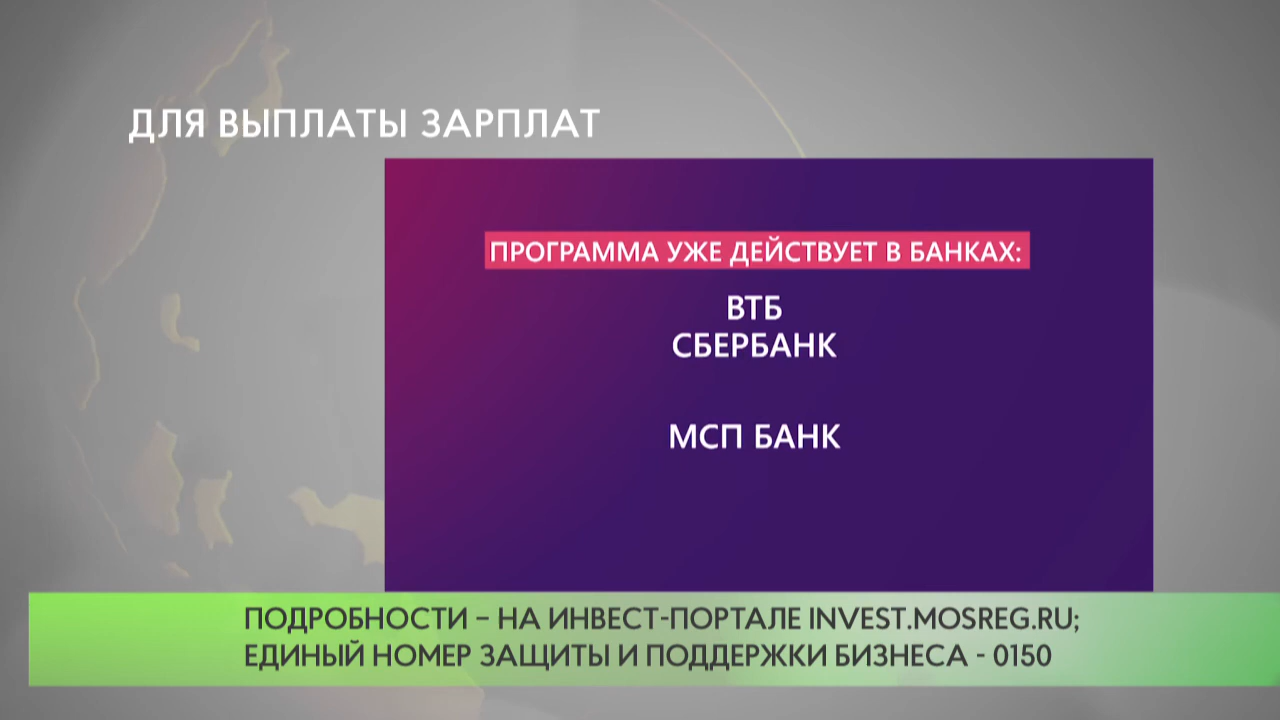 ДЛЯ ВЫПЛАТЫ ЗАРПЛАТ
ПРОГРАММА УЖЕ ДЕЙСТВУЕТ В БАНКАХ:
ВТБ
СБЕРБАНК
МСП БАНК
ПОДРОБНОСТИ – НА ИНВЕСТ-ПОРТАЛЕ INVEST.MOSREG.RU;
ЕДИНЫЙ НОМЕР ЗАЩИТЫ И ПОДДЕРЖКИ БИЗНЕСА - 0150